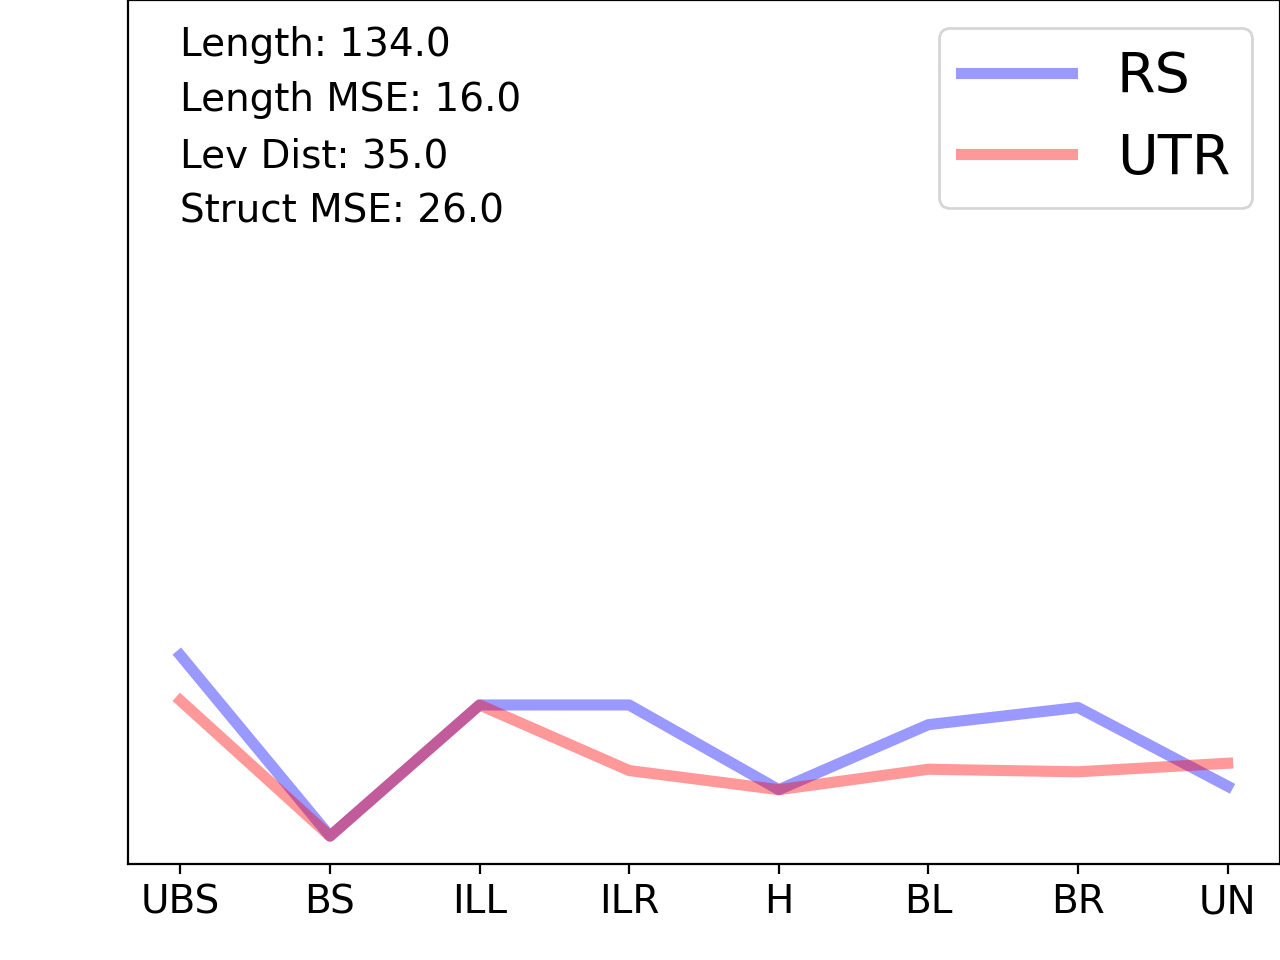 Length: 134.0
Length MSE: 16.0
Lev Dist: 35.0
Struct MSE: 26.0
RS
UTR
UBS BS ILL ILR H BL BR UN